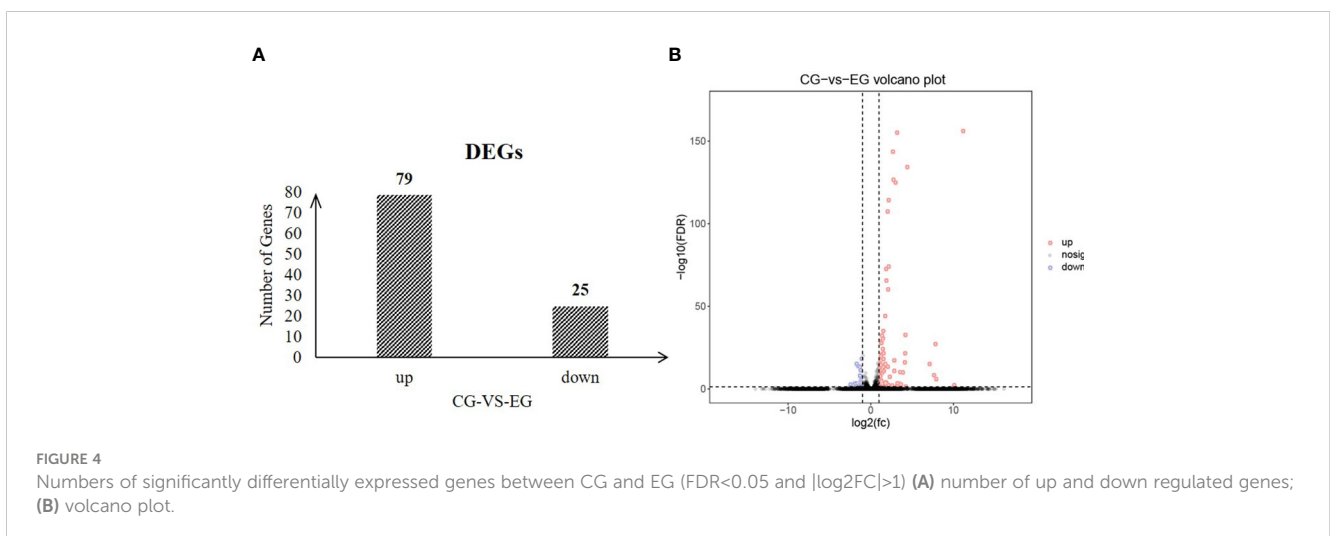 A
DEGs
Number of Genes
80
70
60
50
40
30
20
10
0
79
25
up
down
CG-VS-EG
B
CG−vs−EG volcano plot
−log10(FDR)
150
100
50
0
−10
0
10
log2(fc)
up
nosig
down
FIGURE 4
Numbers of significantly differentially expressed genes between CG and EG (FDR<0.05 and |log2FC|>1) (A) number of up and down regulated genes;
(B) volcano plot.